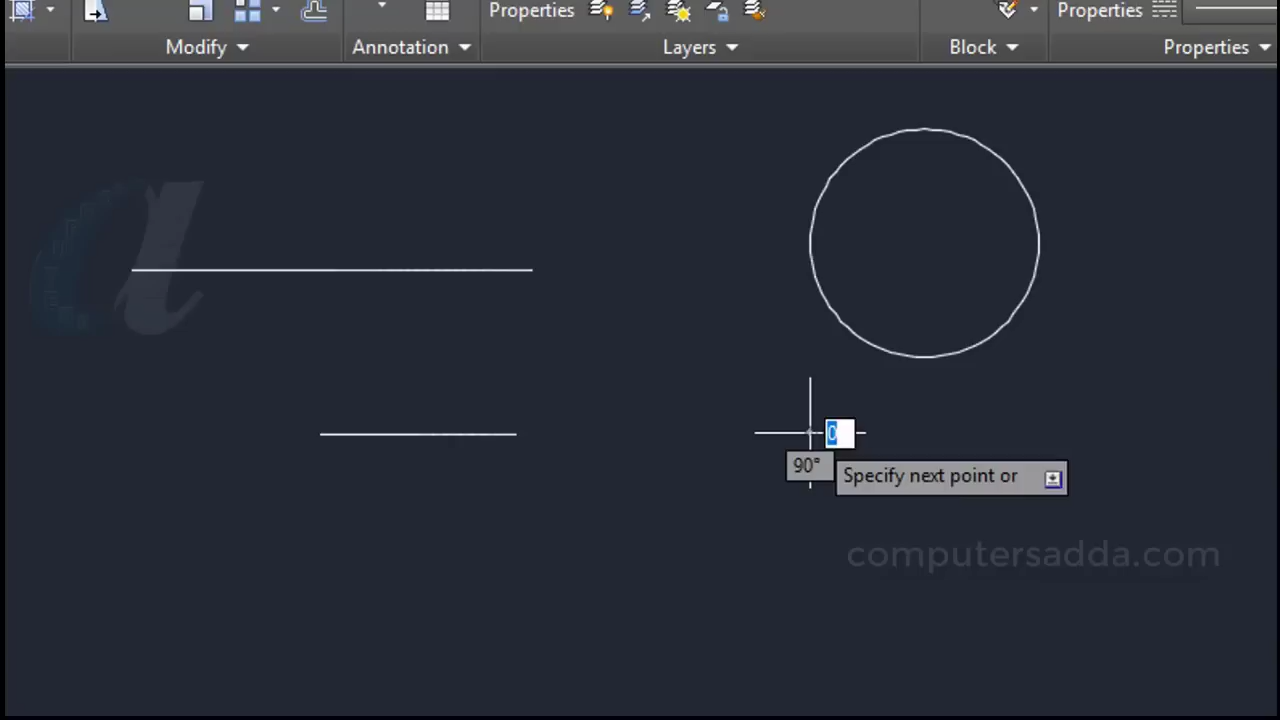 Properties
Properties
Modify
Annotation
Layers
Block
Properties
0
90°
Specify next point or
computersadda.com